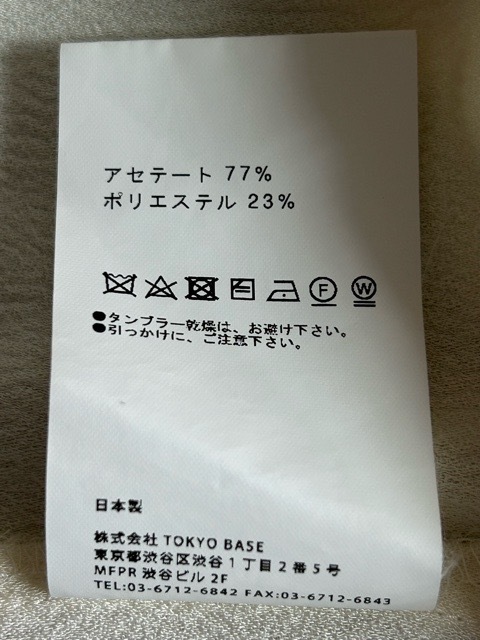 アセテート 77%
ポリエステル 23%
F W
●タンブラー乾燥は、お避け下さい。
●引っかけに、ご注意下さい。
日本製
株式会社 TOKYO BASE
東京都渋谷区渋谷1丁目2番5号
MFPR 渋谷ビル 2F
TEL:03-6712-6842 FAX:03-6712-6843